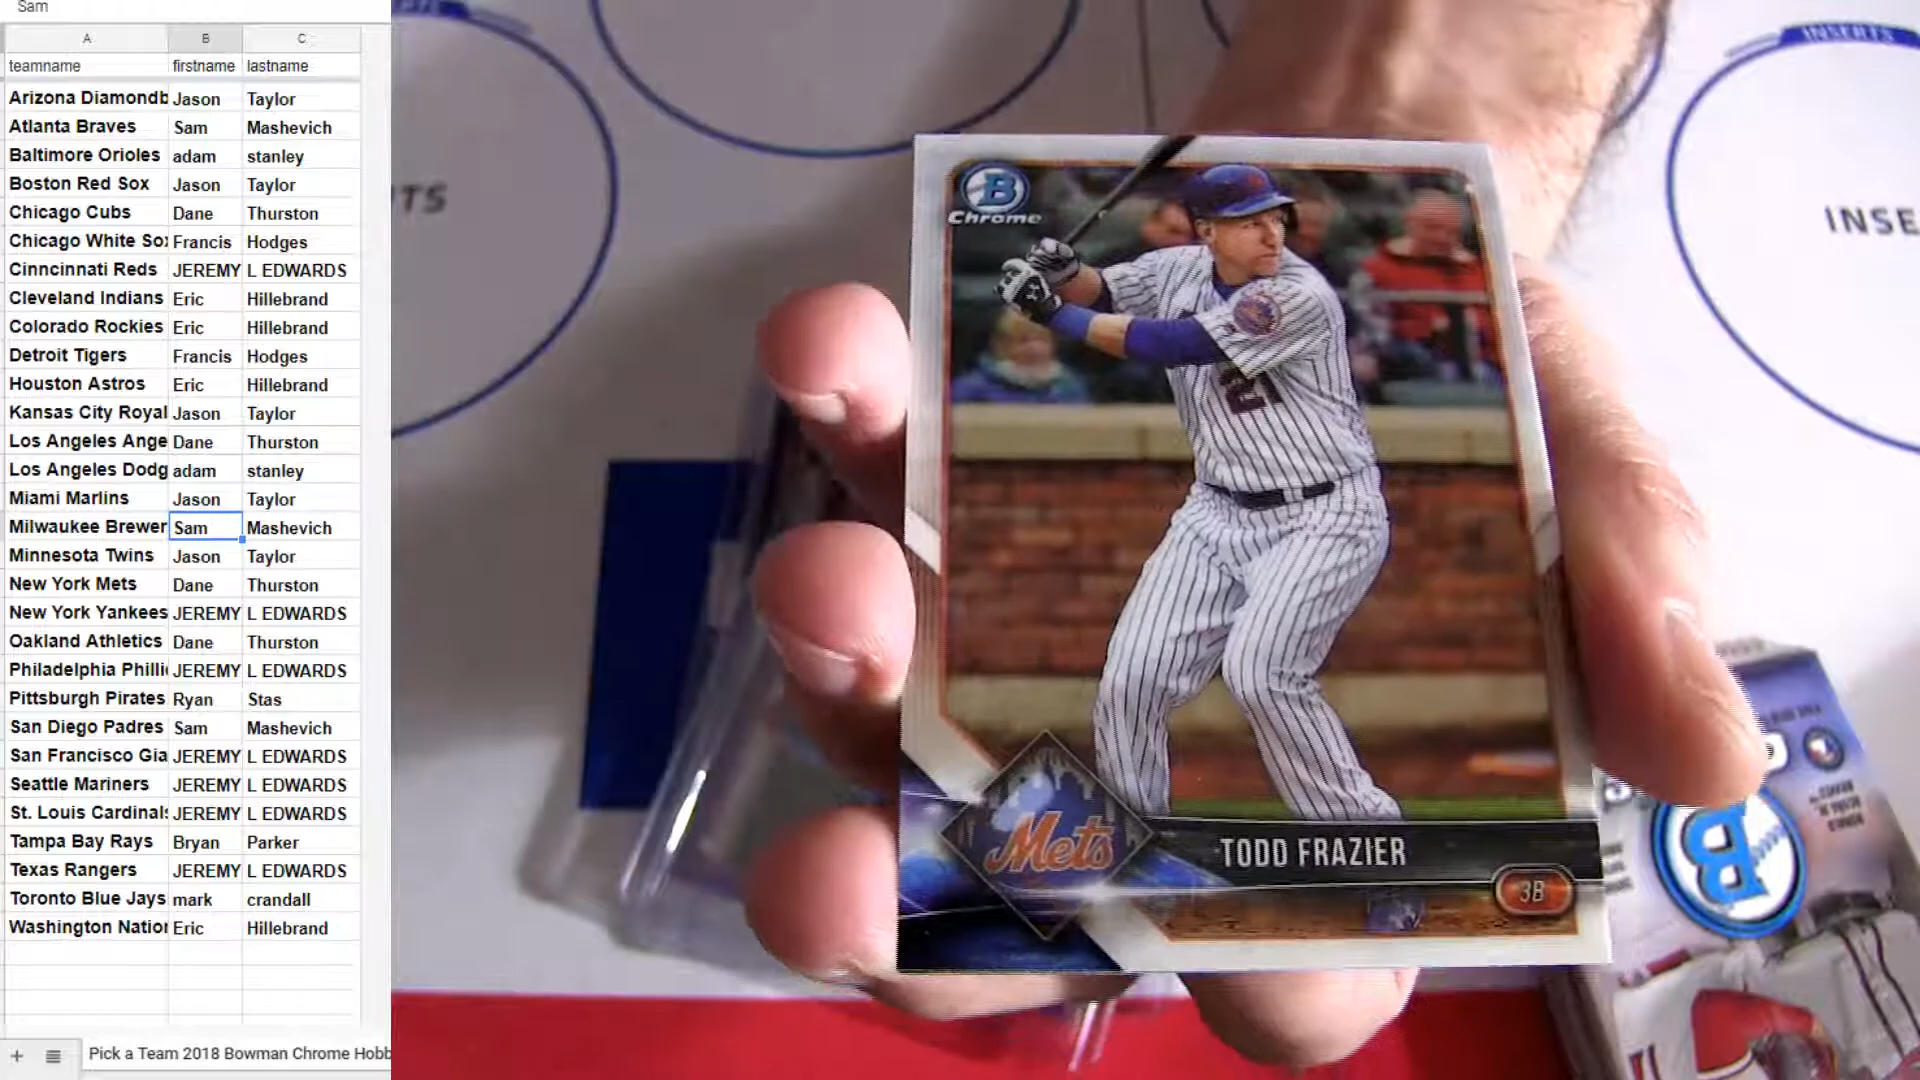 Sam
A B C
teamname firstname lastname
Arizona Diamondb Jason Taylor
Atlanta Braves Sam Mashevich
Baltimore Orioles adam stanley
Boston Red Sox Jason Taylor
Chicago Cubs Dane Thurston
Chicago White Sox Francis Hodges
Cinncinnati Reds JEREMY L EDWARDS
Cleveland Indians Eric Hillebrand
Colorado Rockies Eric Hillebrand
Detroit Tigers Francis Hodges
Houston Astros Eric Hillebrand
Kansas City Royal Jason Taylor
Los Angeles Ange Dane Thurston
Los Angeles Dodg adam stanley
Miami Marlins Jason Taylor
Milwaukee Brewer Sam Mashevich
Minnesota Twins Jason Taylor
New York Mets Dane Thurston
New York Yankees JEREMY L EDWARDS
Oakland Athletics Dane Thurston
Philadelphia Phillie JEREMY L EDWARDS
Pittsburgh Pirates Ryan Stas
San Diego Padres Sam Mashevich
San Francisco Gia JEREMY L EDWARDS
Seattle Mariners JEREMY L EDWARDS
St. Louis Cardinals JEREMY L EDWARDS
Tampa Bay Rays Bryan Parker
Texas Rangers JEREMY L EDWARDS
Toronto Blue Jays mark crandall
Washington Nation Eric Hillebrand
Pick a Team 2018 Bowman Chrome Hobb
B
Chrome
21
Mets
TODD FRAZIER
3B
TS
INSERTS
INSE
B